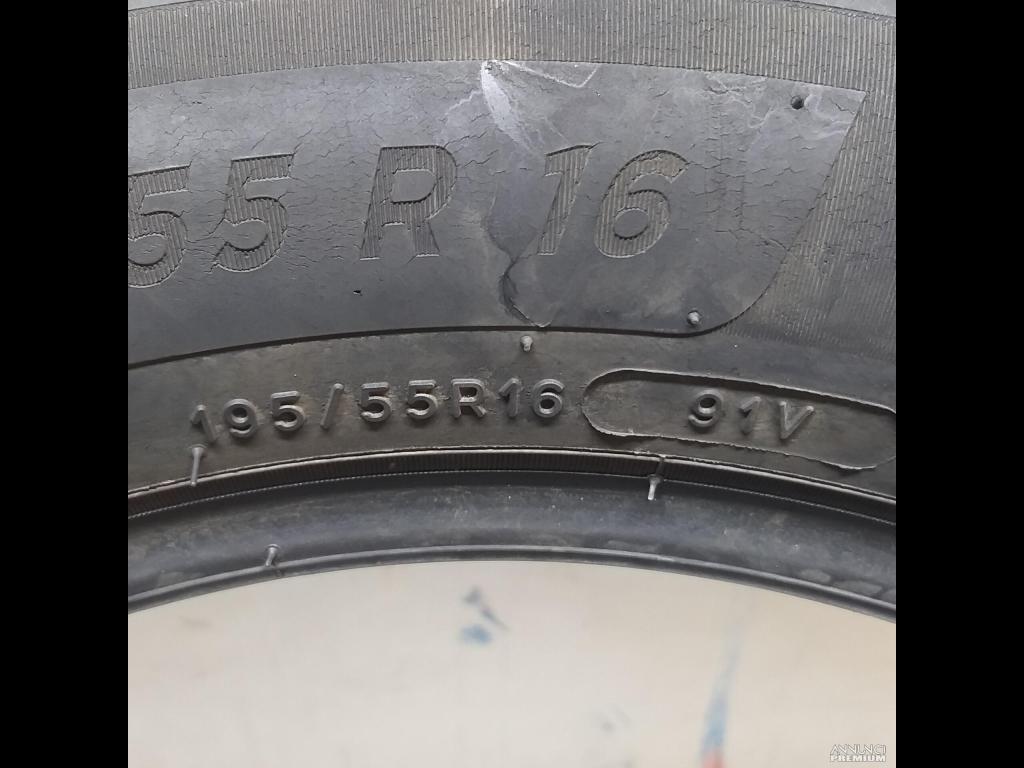 55 R 16
195/55R16 91V
ANNUNCI
PREMIUM